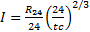 I = R₂₄/24 (24/tc)^2/3